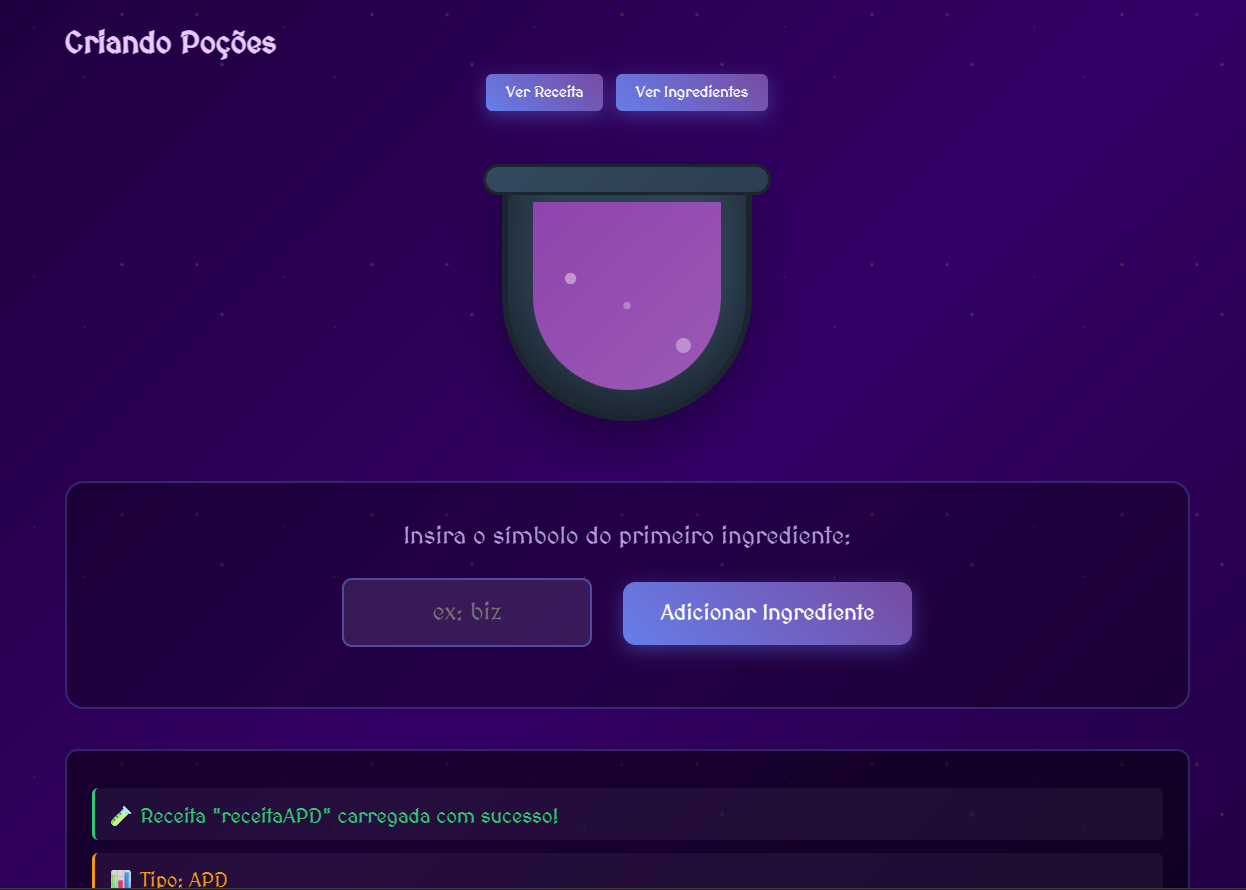 Criando Poções
Ver Receita
Ver Ingredientes
Insira o símbolo do primeiro ingrediente:
ex: biz
Adicionar Ingrediente
Receita "receitaAPD" carregada com sucesso!
Tipo: APD